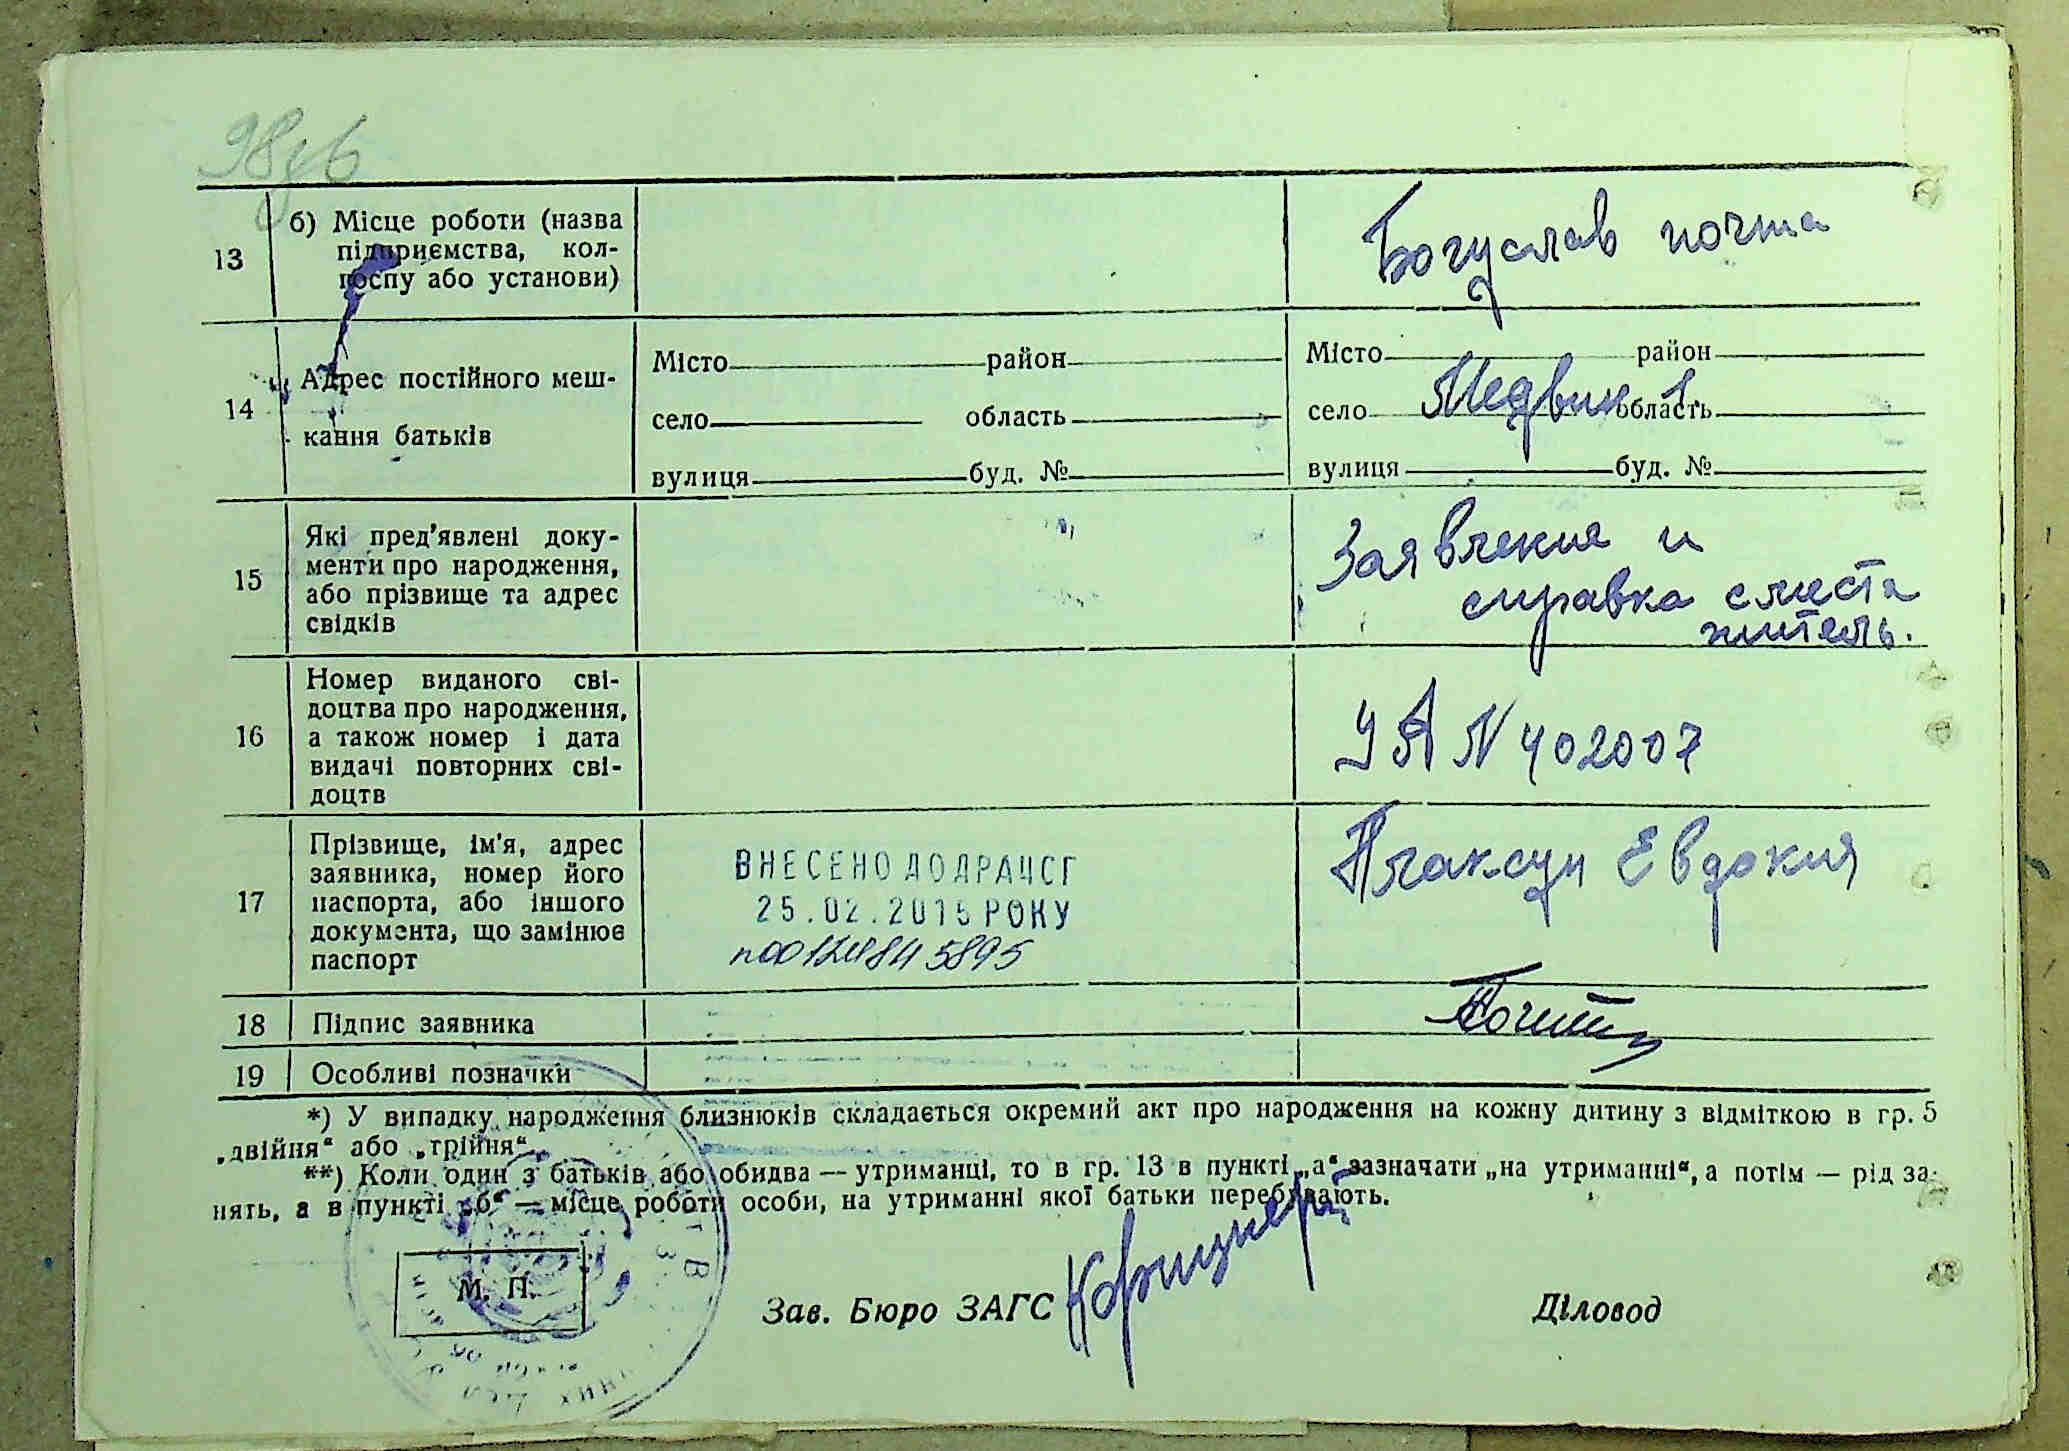 98
13 б) Місце роботи (назва
підприємства, кол-
госпу або установи)
Богуслав почта
14 Адрес постійного меш-
кання батьків
Місто район
село область
вулиця буд. №
Місто район
село Медвин область
вулиця буд. №
15 Які пред'явлені доку-
менти про народження,
або прізвище та адрес
свідків
Заявление и
справка с места
житель.
16 Номер виданого сві-
доцтва про народження,
а також номер і дата
видачі повторних сві-
доцтв
УА N 402007
17 Прізвище, ім'я, адрес
заявника, номер його
паспорта, або іншого
документа, що замінює
паспорт
ВНЕСЕНО ДО ДРАЦСГ
25.02.2015 РОКУ
Плаксун Евдокия
18 Підпис заявника
19 Особливі позначки
*) У випадку народження близнюків складається окремий акт про народження на кожну дитину з відміткою в гр. 5
„двійня“ або „трійня“.
**) Коли один з батьків або обидва — утриманці, то в гр. 13 в пункті „а“ зазначати „на утриманні“, а потім — рід за-
нять, а в пункті „б“ — місце роботи особи, на утриманні якої батьки перебувають.
М. П.
Зав. Бюро ЗАГС
Діловод